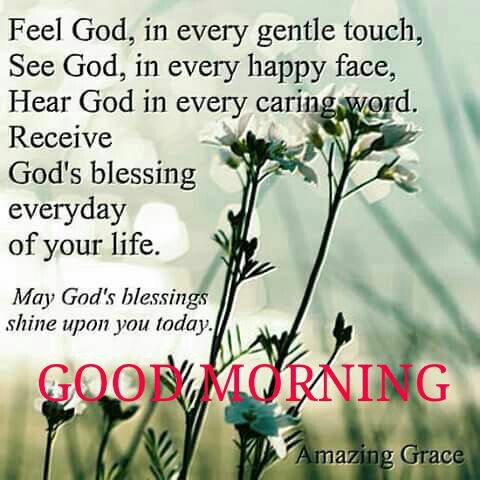 Feel God, in every gentle touch,
See God, in every happy face,
Hear God in every caring word.
Receive
God's blessing
everyday
of your life.
May God's blessings
shine upon you today.
GOOD MORNING
Amazing Grace